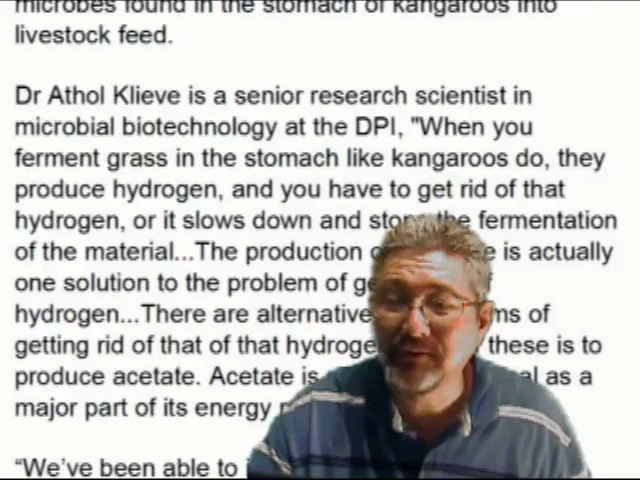 microbes found in the stomach of kangaroos into
livestock feed.
Dr Athol Klieve is a senior research scientist in
microbial biotechnology at the DPI, "When you
ferment grass in the stomach like kangaroos do, they
produce hydrogen, and you have to get rid of that
hydrogen, or it slows down and stops the fermentation
of the material...The production is actually
one solution to the problem of
hydrogen...There are alternative of
getting rid of that of that hydrogen these is to
produce acetate. Acetate is as a
major part of its energy
“We’ve been able to